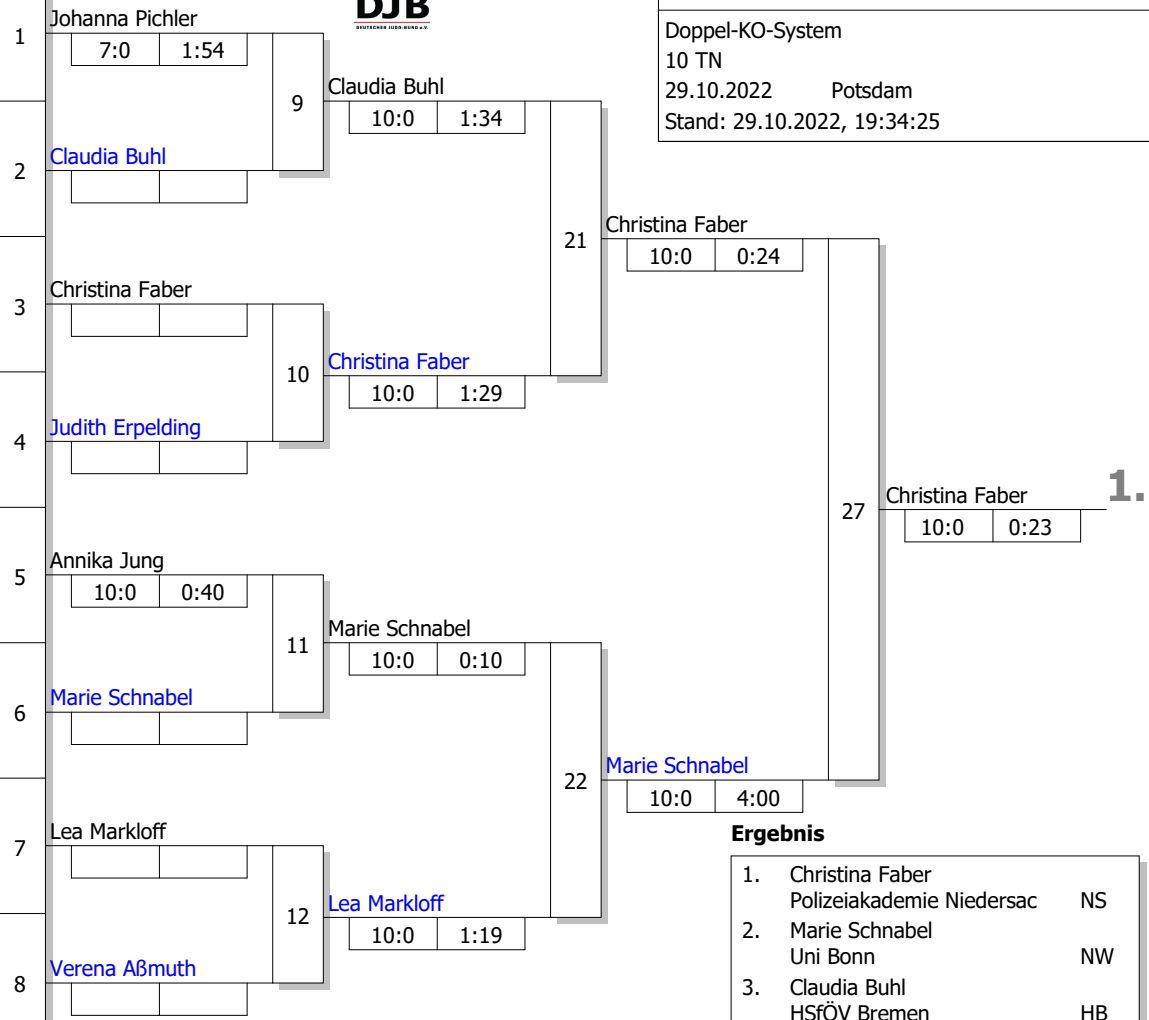 DJB
DEUTSCHER JUDO-BUND e.V.
Doppel-KO-System
10 TN
29.10.2022 Potsdam
Stand: 29.10.2022, 19:34:25
1
Johanna Pichler
7:0 1:54
2
Claudia Buhl
9
Claudia Buhl
10:0 1:34
3
Christina Faber
4
Judith Erpelding
10
Christina Faber
10:0 1:29
21
Christina Faber
10:0 0:24
5
Annika Jung
10:0 0:40
6
Marie Schnabel
11
Marie Schnabel
10:0 0:10
7
Lea Markloff
8
Verena Aßmuth
12
Lea Markloff
10:0 1:19
22
Marie Schnabel
10:0 4:00
27
Christina Faber
10:0 0:23
1.
Ergebnis
1. Christina Faber
Polizeiakademie Niedersac NS
2. Marie Schnabel
Uni Bonn NW
3. Claudia Buhl
HSfÖV Bremen HB